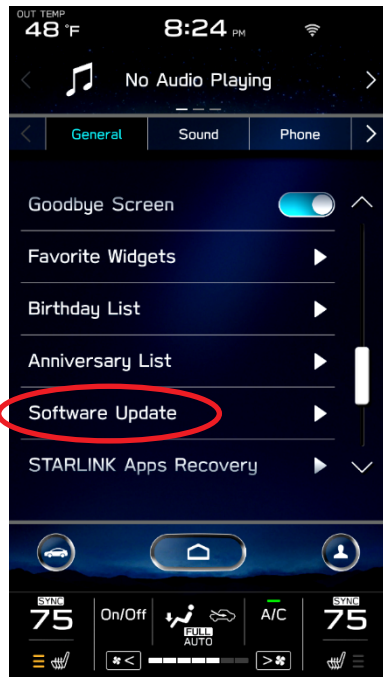 OUT TEMP
48 °F 8:24 PM
No Audio Playing
General Sound Phone
Goodbye Screen
Favorite Widgets
Birthday List
Anniversary List
Software Update
STARLINK Apps Recovery
SYNC SYNC
75 On/Off A/C 75
FULL
AUTO